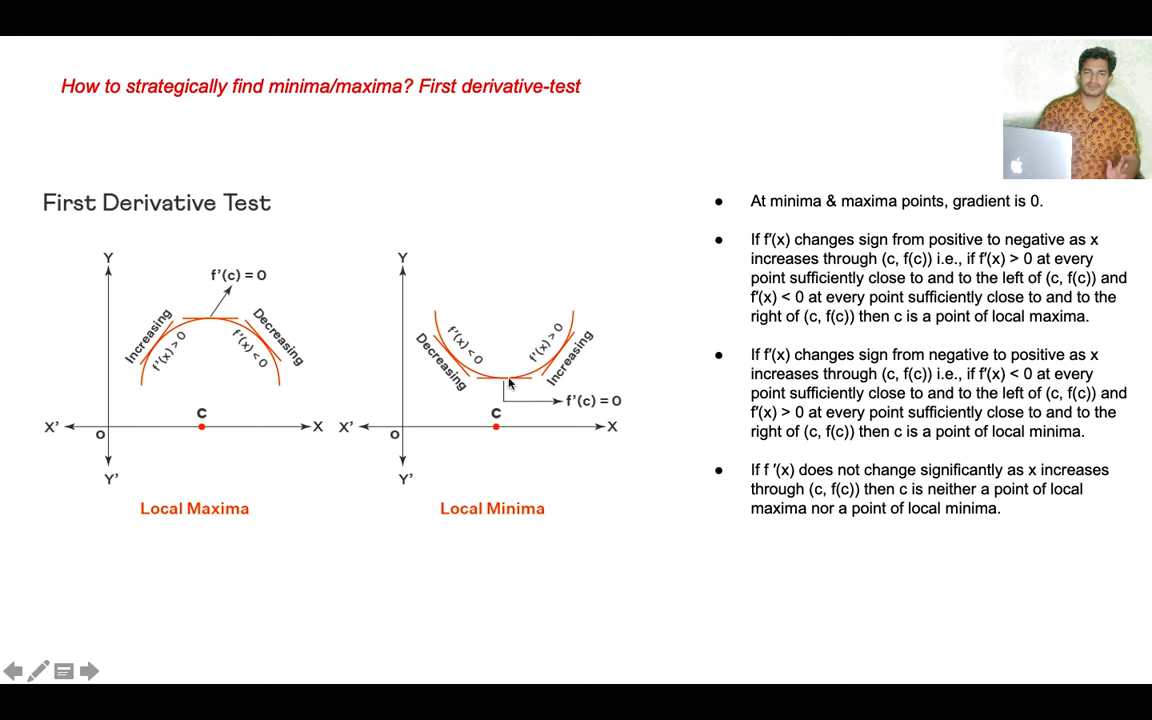 How to strategically find minima/maxima? First derivative-test
First Derivative Test
Y
f'(c) = 0
Increasing
f'(x) > 0
Decreasing
f'(x) < 0
C
X'
O
X
Y'
Local Maxima
Y
Decreasing
f'(x) < 0
f'(x) > 0
Increasing
f'(c) = 0
C
X'
O
X
Y'
Local Minima
● At minima & maxima points, gradient is 0.
● If f′(x) changes sign from positive to negative as x
increases through (c, f(c)) i.e., if f′(x) > 0 at every
point sufficiently close to and to the left of (c, f(c)) and
f′(x) < 0 at every point sufficiently close to and to the
right of (c, f(c)) then c is a point of local maxima.
● If f′(x) changes sign from negative to positive as x
increases through (c, f(c)) i.e., if f′(x) < 0 at every
point sufficiently close to and to the left of (c, f(c)) and
f′(x) > 0 at every point sufficiently close to and to the
right of (c, f(c)) then c is a point of local minima.
● If f ′(x) does not change significantly as x increases
through (c, f(c)) then c is neither a point of local
maxima nor a point of local minima.